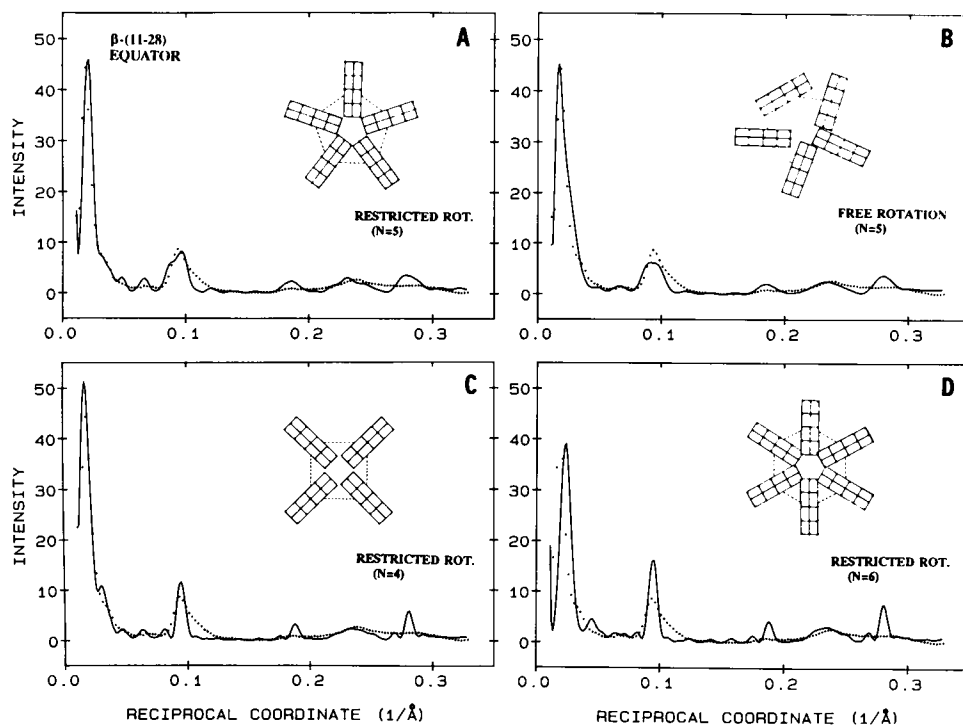 A
β-(11-28)
EQUATOR
50
40
30
20
10
0
INTENSITY
RESTRICTED ROT.
(N=5)
0.0 0.1 0.2 0.3
B
50
40
30
20
10
0
FREE ROTATION
(N=5)
0.0 0.1 0.2 0.3
C
50
40
30
20
10
0
INTENSITY
RESTRICTED ROT.
(N=4)
0.0 0.1 0.2 0.3
RECIPROCAL COORDINATE (1/Å)
D
50
40
30
20
10
0
RESTRICTED ROT.
(N=6)
0.0 0.1 0.2 0.3
RECIPROCAL COORDINATE (1/Å)